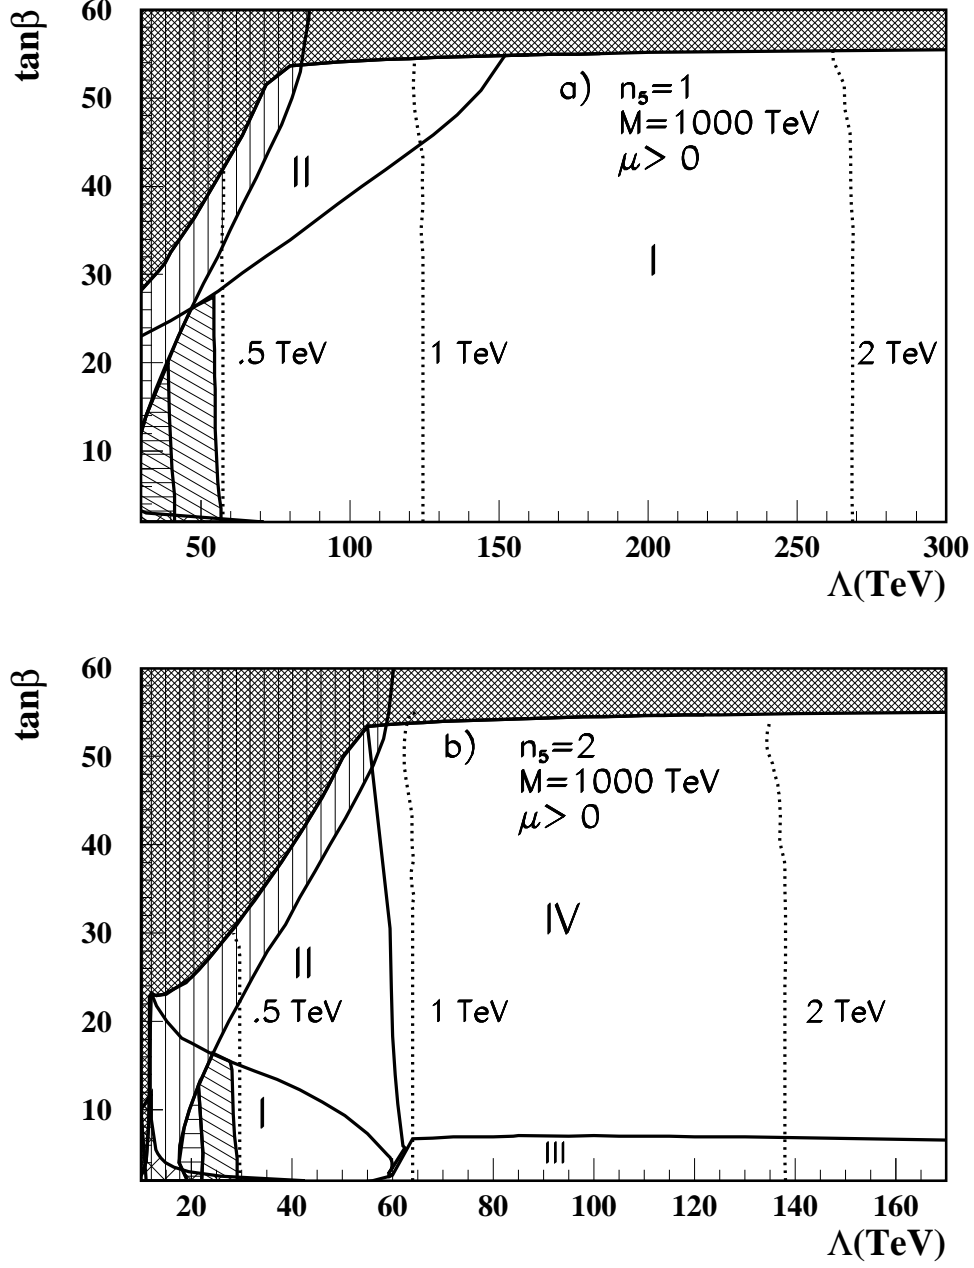 60
tanβ
50
40
30
20
10
a) n₅=1
M=1000 TeV
μ> 0
II
I
.5 TeV
1 TeV
2 TeV
50 100 150 200 250 300
Λ(TeV)
60
tanβ
50
40
30
20
10
b) n₅=2
M=1000 TeV
μ> 0
IV
II
.5 TeV
1 TeV
2 TeV
I
III
20 40 60 80 100 120 140 160
Λ(TeV)